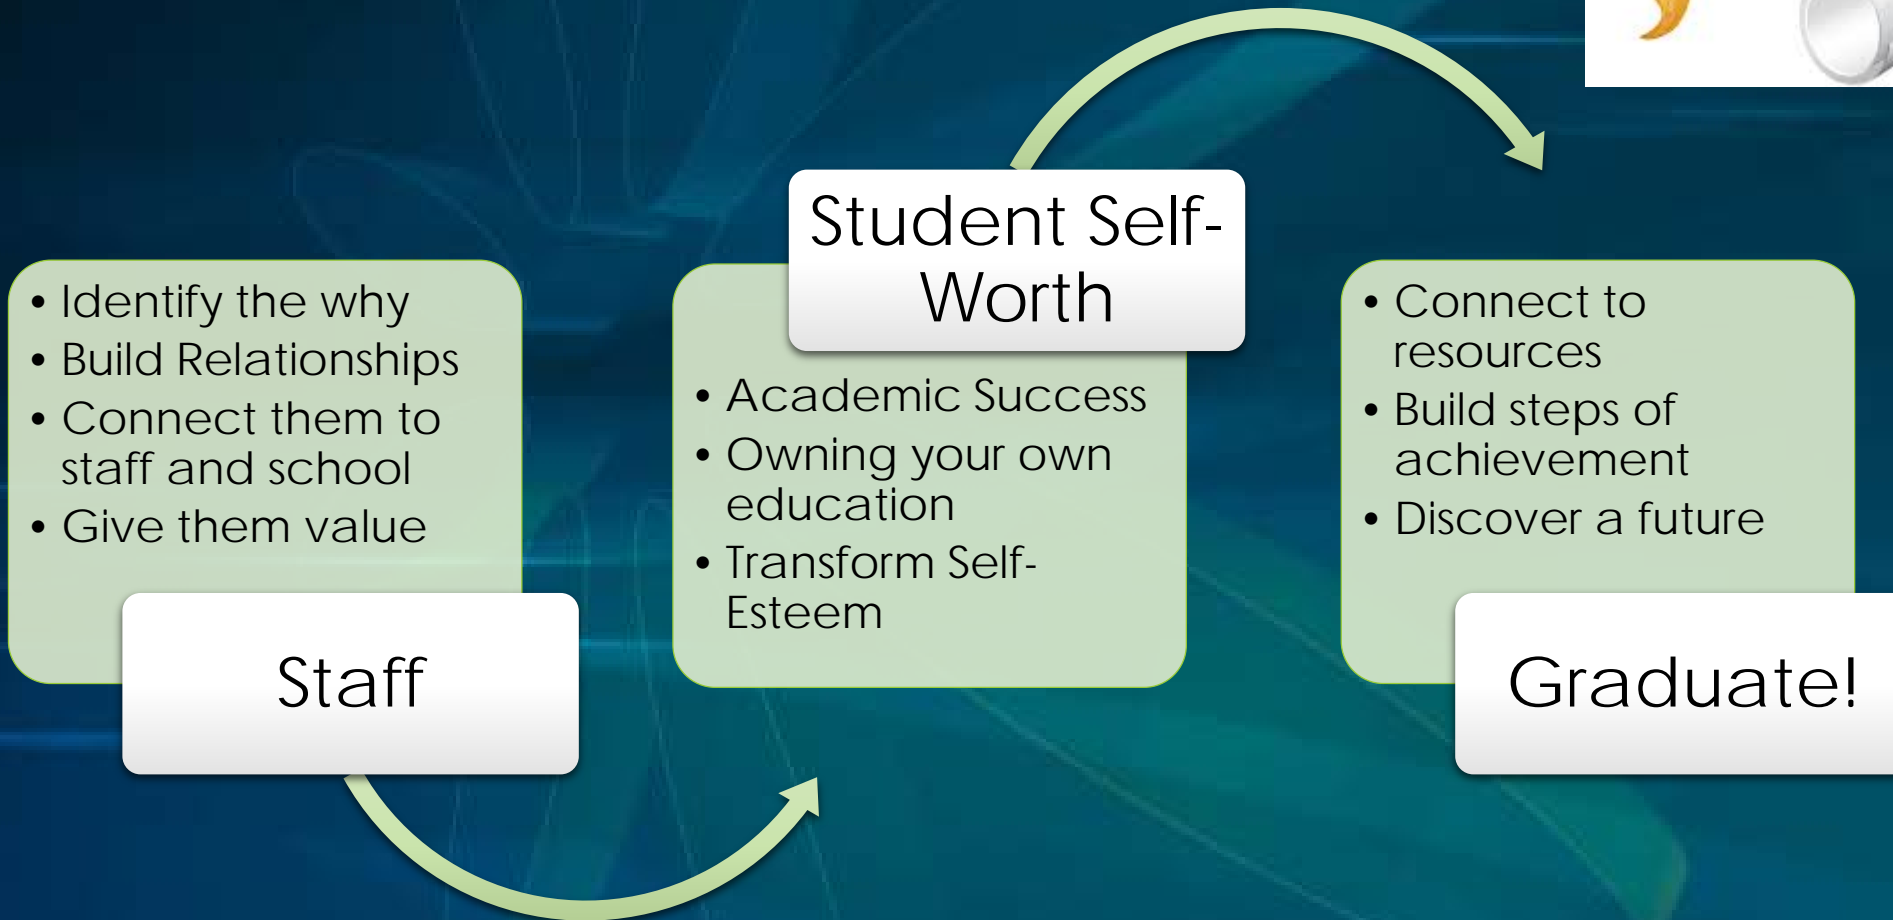 • Identify the why
• Build Relationships
• Connect them to
staff and school
• Give them value
Staff
Student Self-
Worth
• Academic Success
• Owning your own
education
• Transform Self-
Esteem
• Connect to
resources
• Build steps of
achievement
• Discover a future
Graduate!